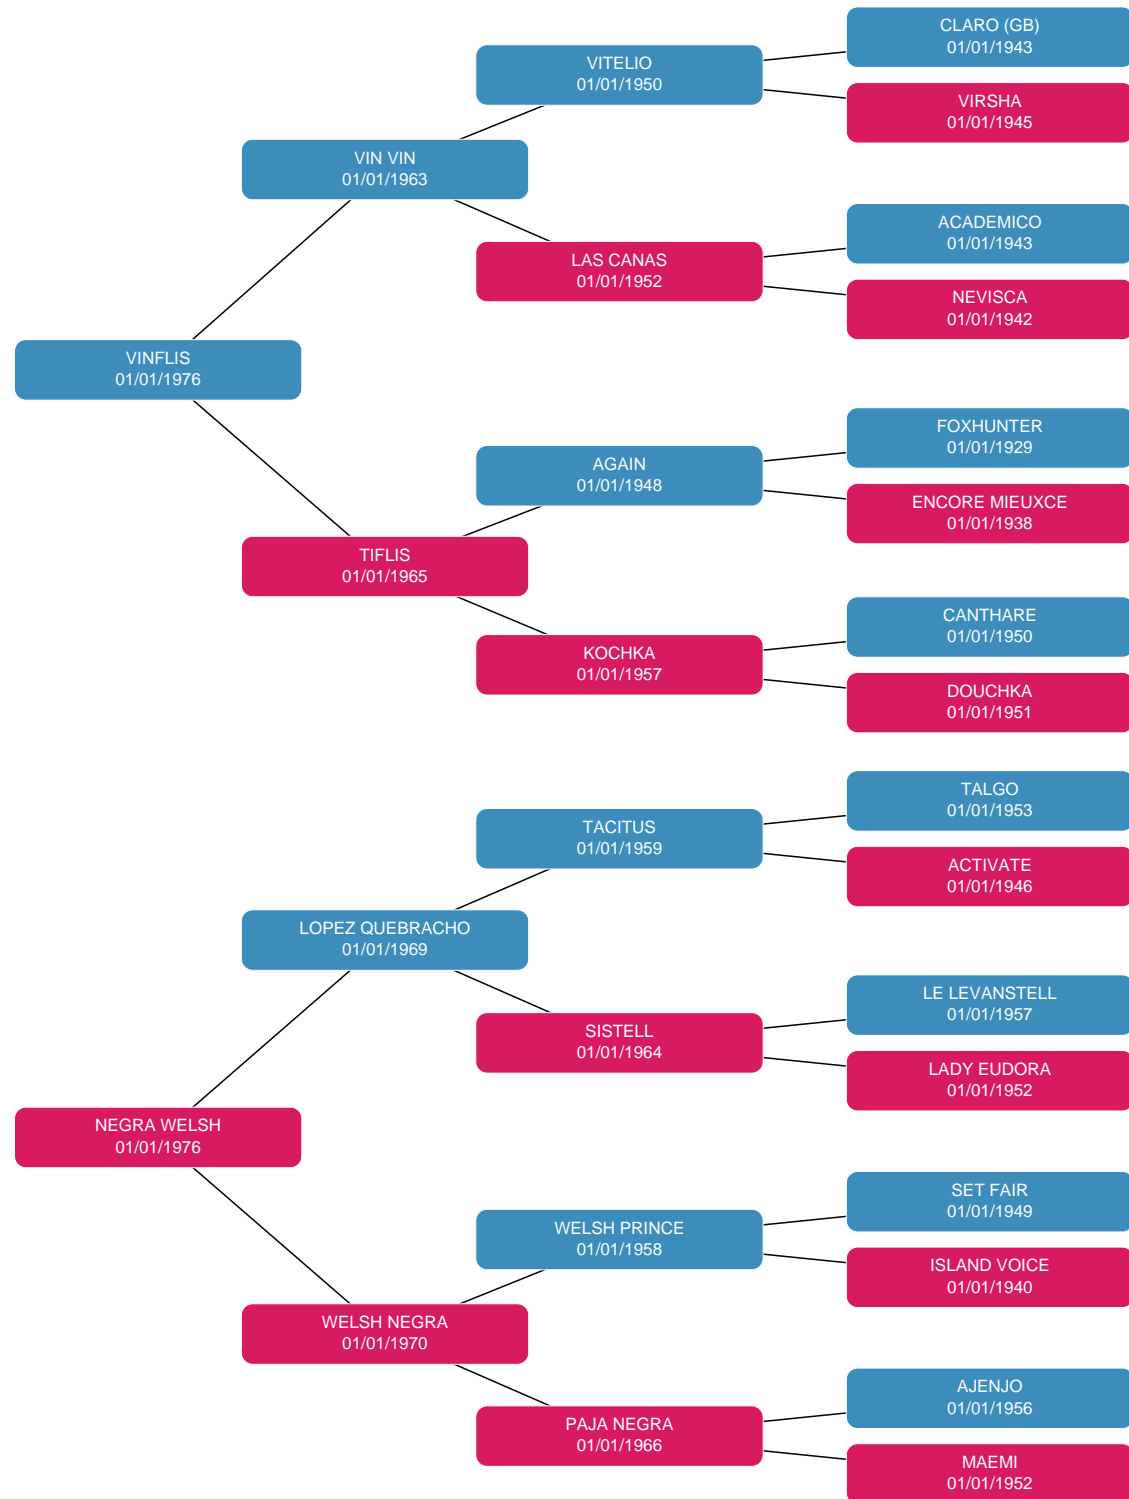 CLARO (GB)
01/01/1943
VITELIO
01/01/1950
VIRSHA
01/01/1945
VIN VIN
01/01/1963
ACADEMICO
01/01/1943
LAS CANAS
01/01/1952
NEVISCA
01/01/1942
VINFLIS
01/01/1976
FOXHUNTER
01/01/1929
AGAIN
01/01/1948
ENCORE MIEUXCE
01/01/1938
TIFLIS
01/01/1965
CANTHARE
01/01/1950
KOCHKA
01/01/1957
DOUCHKA
01/01/1951
TALGO
01/01/1953
TACITUS
01/01/1959
ACTIVATE
01/01/1946
LOPEZ QUEBRACHO
01/01/1969
LE LEVANSTELL
01/01/1957
SISTELL
01/01/1964
LADY EUDORA
01/01/1952
NEGRA WELSH
01/01/1976
SET FAIR
01/01/1949
WELSH PRINCE
01/01/1958
ISLAND VOICE
01/01/1940
WELSH NEGRA
01/01/1970
AJENJO
01/01/1956
PAJA NEGRA
01/01/1966
MAEMI
01/01/1952